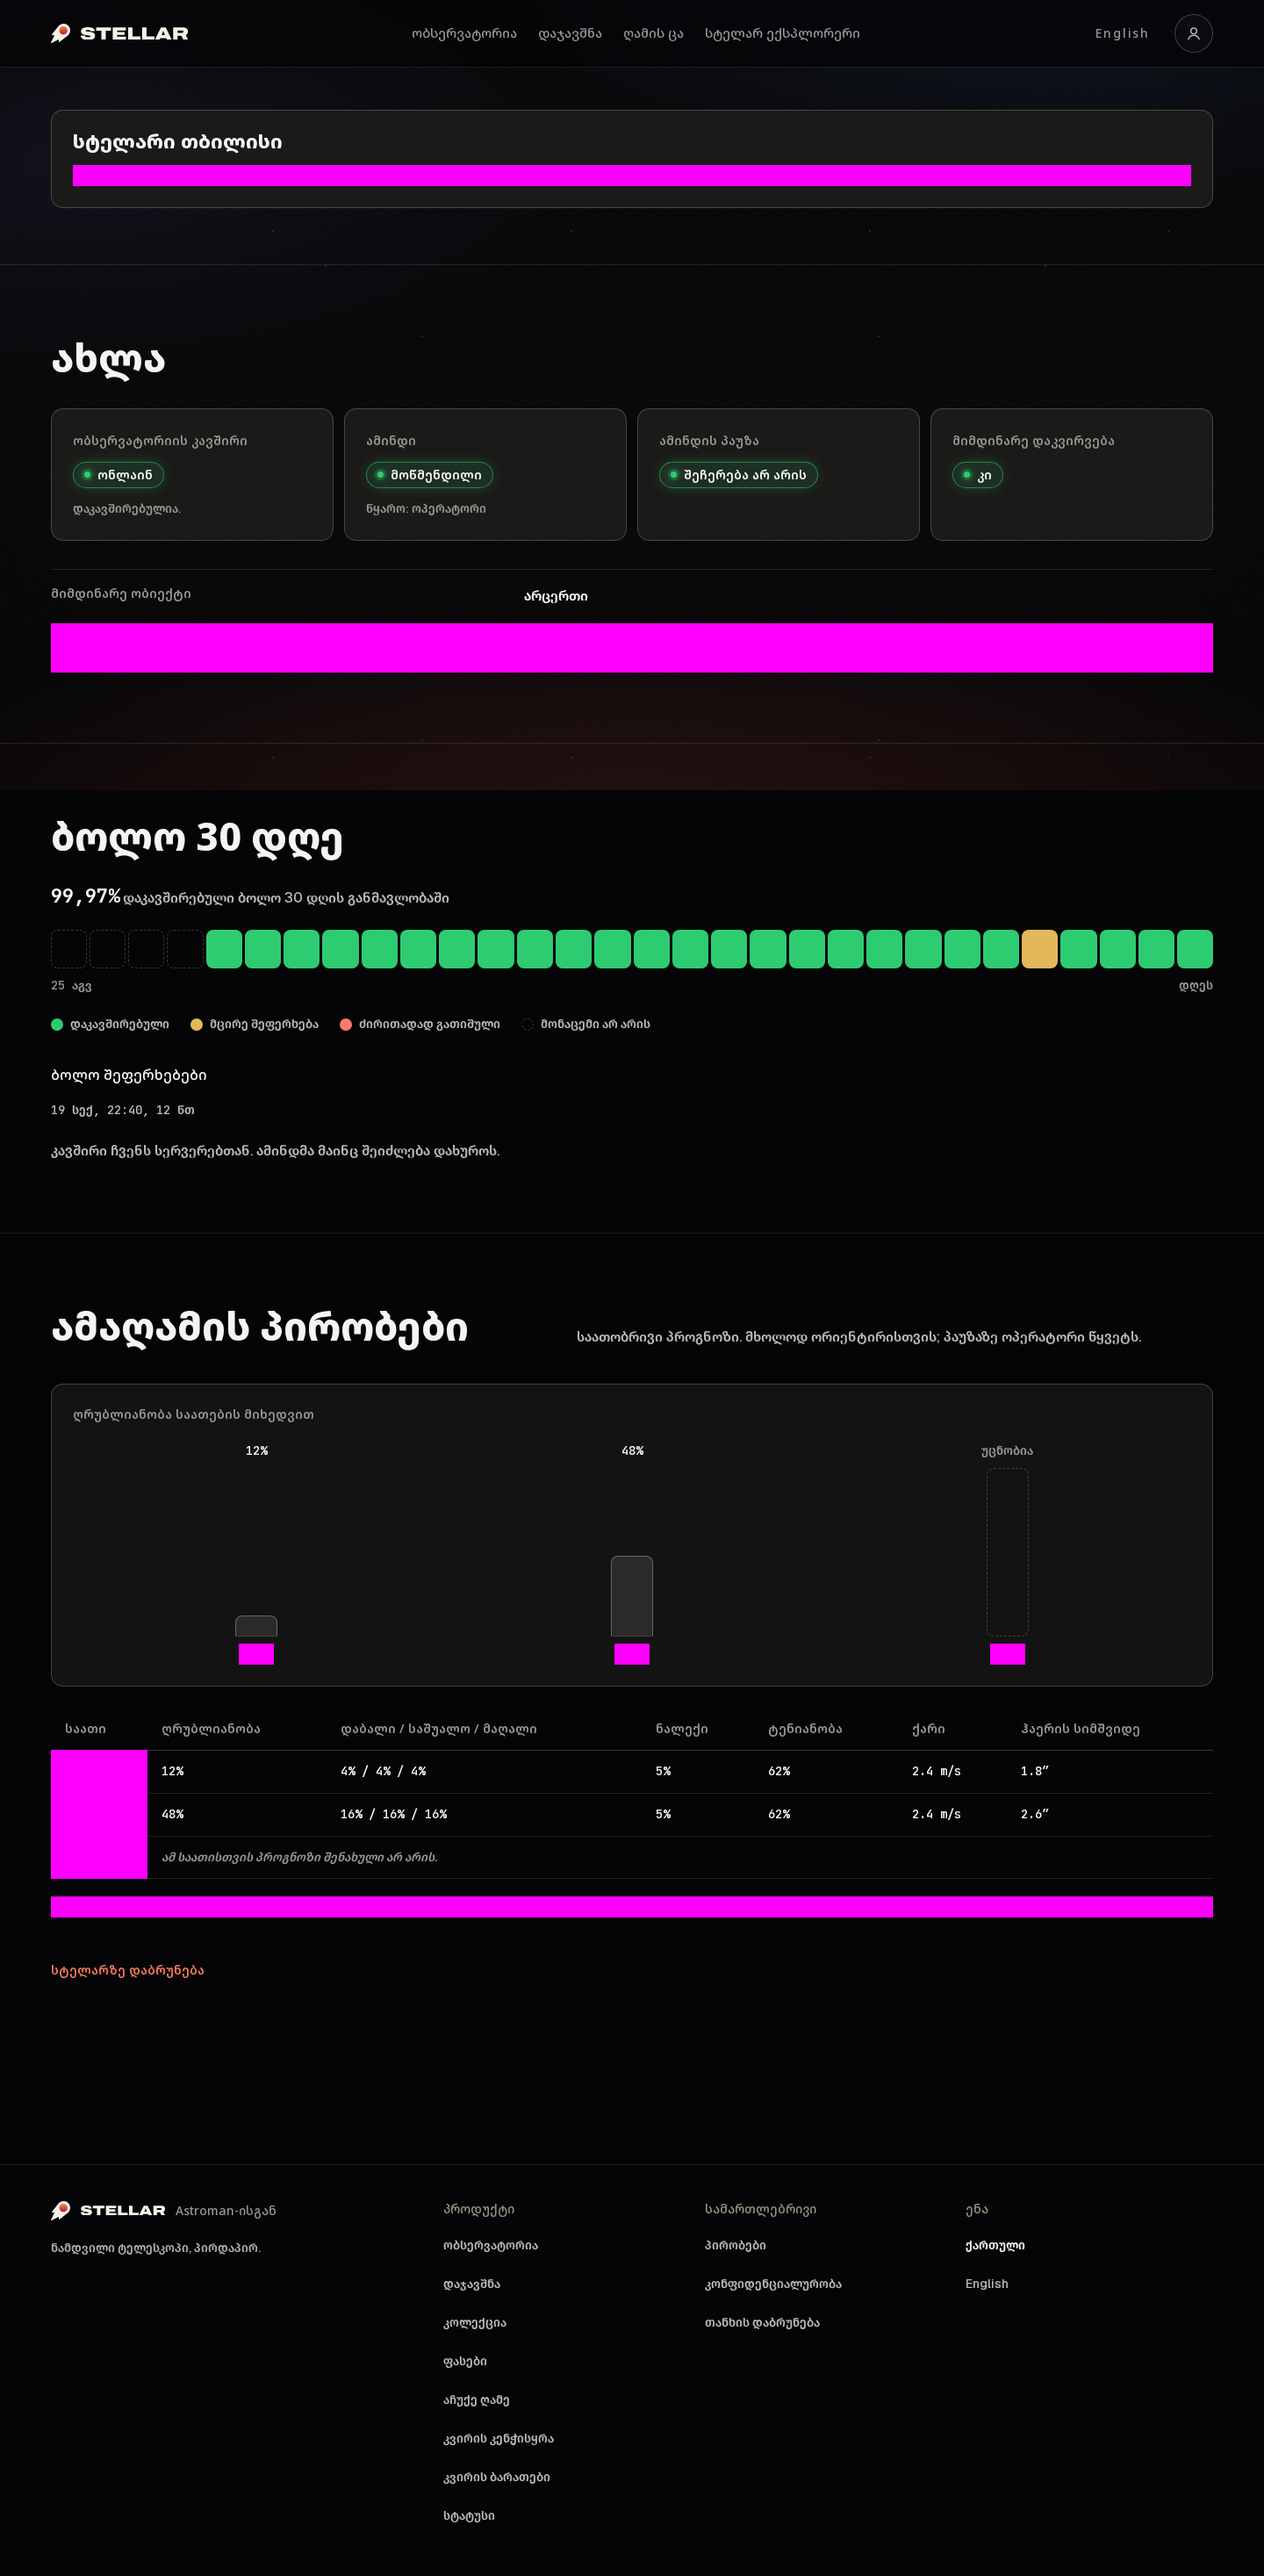 STELLAR
ობსერვატორია დაჯავშნა ღამის ცა სტელარ ექსპლორერი
English
სტელარი თბილისი
ახლა
ობსერვატორიის კავშირი
ონლაინ
დაკავშირებულია.
ამინდი
მოწმენდილი
წყარო: ოპერატორი
ამინდის პაუზა
შეჩერება არ არის
მიმდინარე დაკვირვება
კი
მიმდინარე ობიექტი არცერთი
ბოლო 30 დღე
99,97% დაკავშირებული ბოლო 30 დღის განმავლობაში
25 აგვ დღეს
დაკავშირებული მცირე შეფერხება ძირითადად გათიშული მონაცემი არ არის
ბოლო შეფერხებები
19 სექ, 22:40, 12 წთ
კავშირი ჩვენს სერვერებთან. ამინდმა მაინც შეიძლება დახუროს.
ამაღამის პირობები
საათობრივი პროგნოზი. მხოლოდ ორიენტირისთვის; პაუზაზე ოპერატორი წყვეტს.
ღრუბლიანობა საათების მიხედვით
12% 48% უცნობია
საათი ღრუბლიანობა დაბალი / საშუალო / მაღალი ნალექი ტენიანობა ქარი ჰაერის სიმშვიდე
12% 4% / 4% / 4% 5% 62% 2.4 m/s 1.8″
48% 16% / 16% / 16% 5% 62% 2.4 m/s 2.6″
ამ საათისთვის პროგნოზი შენახული არ არის.
სტელარზე დაბრუნება
STELLAR Astroman-ისგან
ნამდვილი ტელესკოპი, პირდაპირ.
პროდუქტი
ობსერვატორია
დაჯავშნა
კოლექცია
ფასები
აჩუქე ღამე
კვირის კენჭისყრა
კვირის ბარათები
სტატუსი
სამართლებრივი
პირობები
კონფიდენციალურობა
თანხის დაბრუნება
ენა
ქართული
English